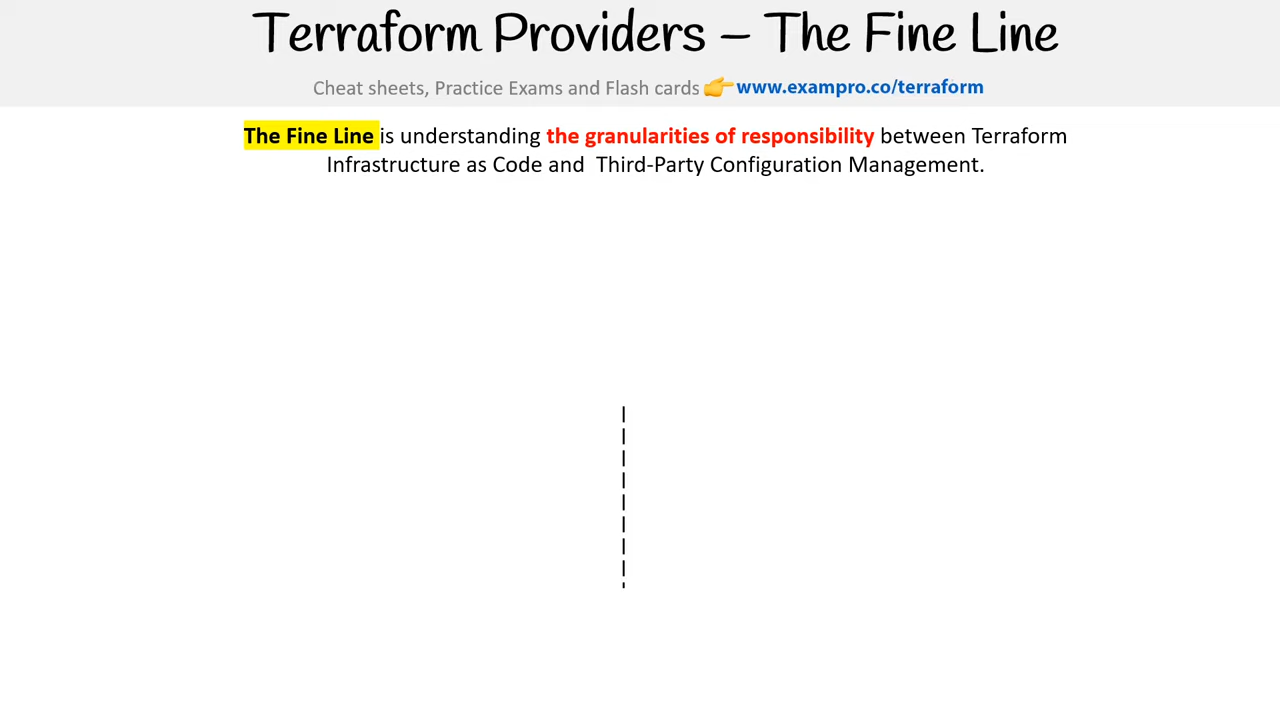 Terraform Providers – The Fine Line
Cheat sheets, Practice Exams and Flash cards 👉 www.exampro.co/terraform
The Fine Line is understanding the granularities of responsibility between Terraform
Infrastructure as Code and  Third-Party Configuration Management.